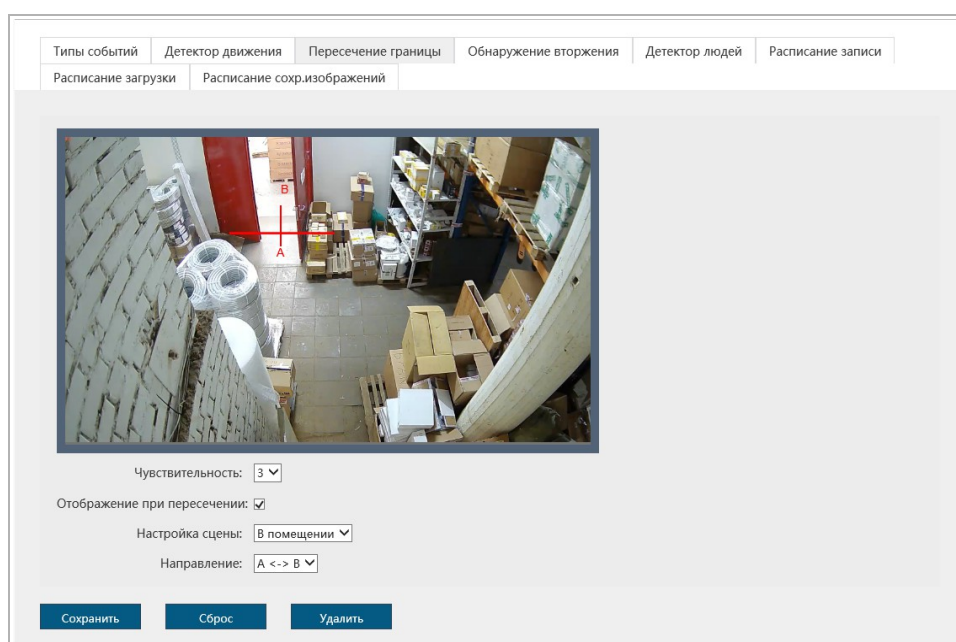 Типы событий Детектор движения Пересечение границы Обнаружение вторжения Детектор людей Расписание записи
Расписание загрузки Расписание сохр.изображений
B
A
Чувствительность: 3
Отображение при пересечении:
Настройка сцены: В помещении
Направление: A <-> B
Сохранить Сброс Удалить